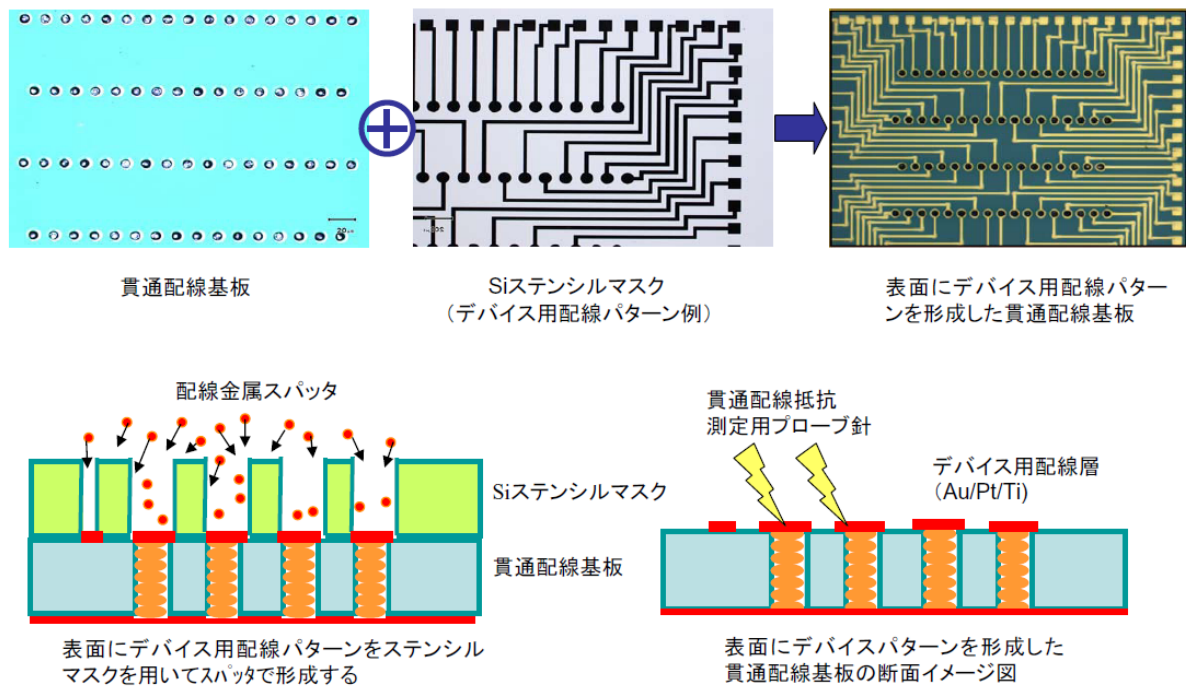 貫通配線基板
Siステンシルマスク
（デバイス用配線パターン例）
表面にデバイス用配線パター
ンを形成した貫通配線基板
配線金属スパッタ
Siステンシルマスク
貫通配線基板
表面にデバイス用配線パターンをステンシル
マスクを用いてスパッタで形成する
貫通配線抵抗
測定用プローブ針
デバイス用配線層
（Au/Pt/Ti)
表面にデバイスパターンを形成した
貫通配線基板の断面イメージ図